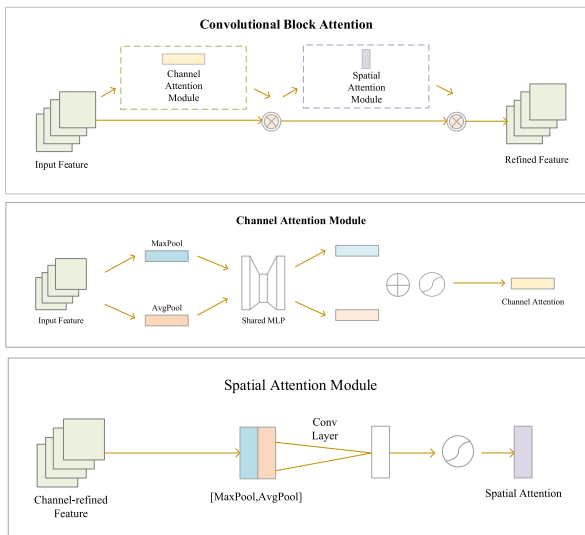 Convolutional Block Attention
Channel
Attention
Module
Spatial
Attention
Module
Input Feature
Refined Feature
Channel Attention Module
MaxPool
AvgPool
Input Feature
Shared MLP
Channel Attention
Spatial Attention Module
Conv
Layer
Channel-refined
Feature
[MaxPool,AvgPool]
Spatial Attention